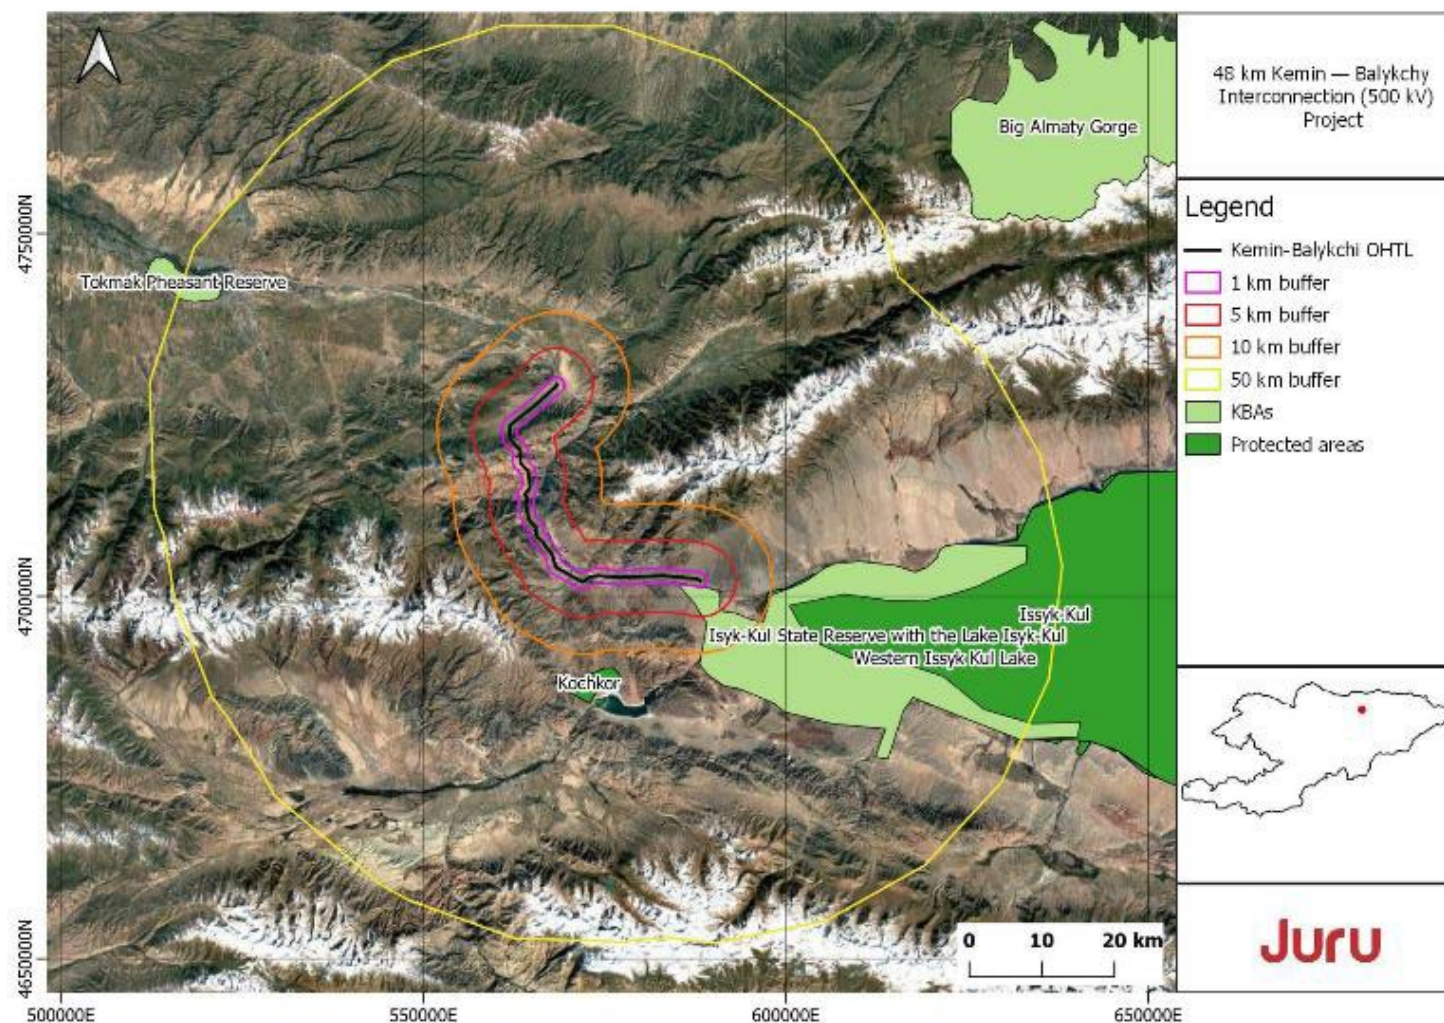 48 km Kemin — Balykchy
Interconnection (500 kV)
Project
Legend
Kemin-Balykchi OHTL
1 km buffer
5 km buffer
10 km buffer
50 km buffer
KBAs
Protected areas
Big Almaty Gorge
Tokmak Pheasant Reserve
Issyk-Kul
Isyk-Kul State Reserve with the Lake Isyk-Kul
Western Issyk Kul Lake
Kochkor
4750000N
4700000N
4650000N
0 10 20 km
500000E 550000E 600000E 650000E
Juru